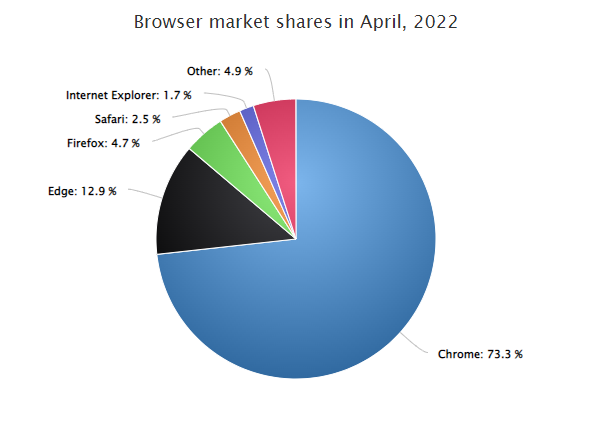 Browser market shares in April, 2022
Other: 4.9 %
Internet Explorer: 1.7 %
Safari: 2.5 %
Firefox: 4.7 %
Edge: 12.9 %
Chrome: 73.3 %